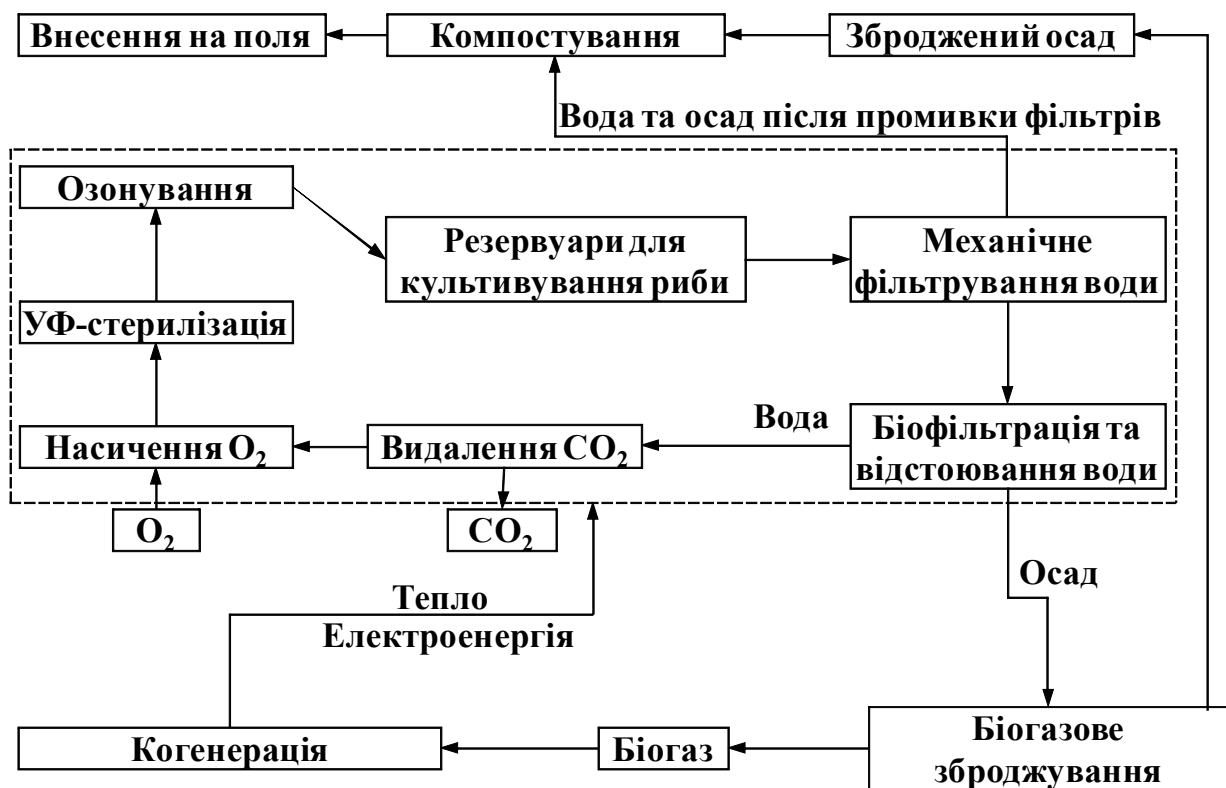 Внесення на поля
Компостування
Зброджений осад
Вода та осад після промивки фільтрів
Озонування
Резервуари для
культивування риби
Механічне
фільтрування води
УФ-стерилізація
Вода
Насичення O₂
Видалення CO₂
Біофільтрація та
відстоювання води
O₂
CO₂
Осад
Тепло
Електроенергія
Когенерація
Біогаз
Біогазове
зброджування